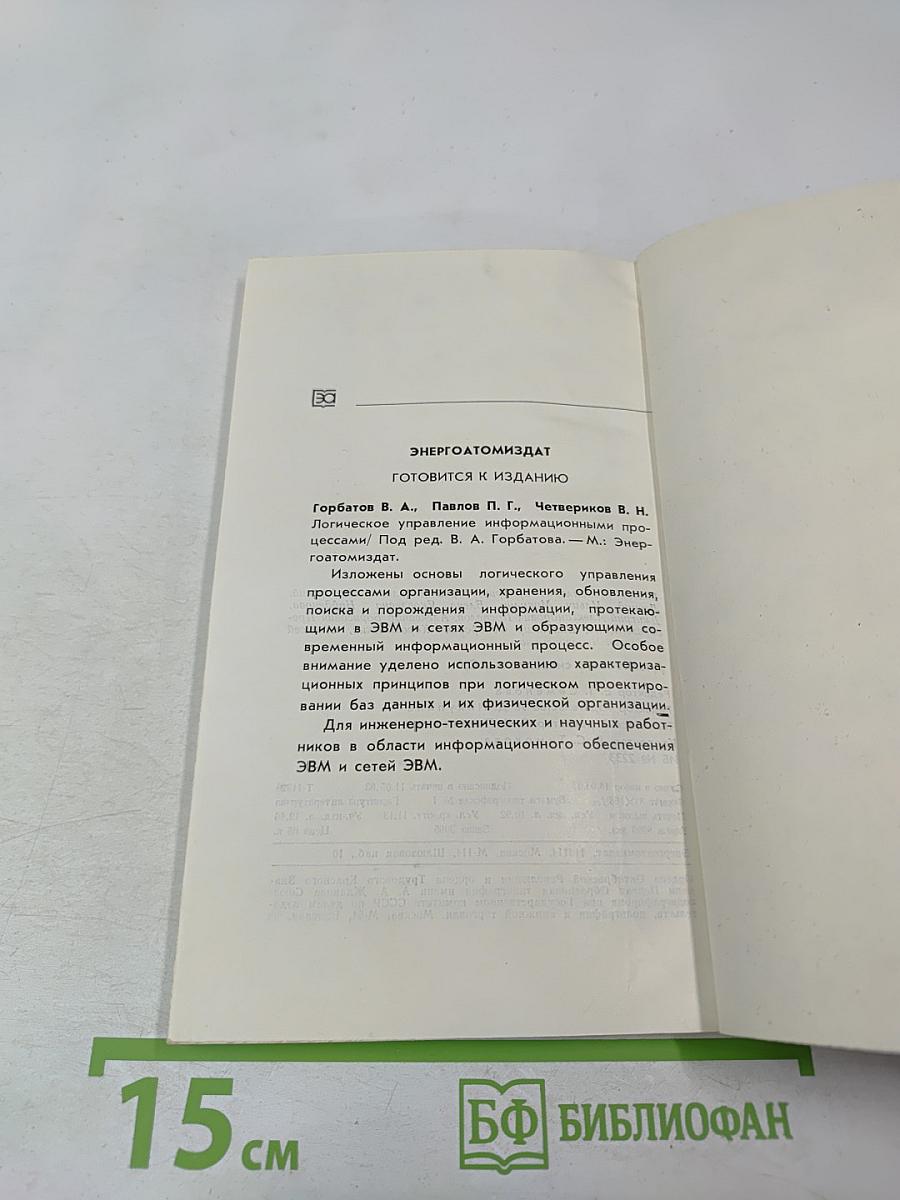 ЭА
ЭНЕРГОАТОМИЗДАТ
ГОТОВИТСЯ К ИЗДАНИЮ
Горбатов В. А., Павлов П. Г., Четвериков В. Н.
Логическое управление информационными про-
цессами/ Под ред. В. А. Горбатова. — М.: Энер-
гоатомиздат.
Изложены основы логического управления
процессами организации, хранения, обновления,
поиска и порождения информации, протекаю-
щими в ЭВМ и сетях ЭВМ и образующими со-
временный информационный процесс. Особое
внимание уделено использованию характериза-
ционных принципов при логическом проектиро-
вании баз данных и их физической организации.
Для инженерно-технических и научных работ-
ников в области информационного обеспечения
ЭВМ и сетей ЭВМ.
15 см
БФ БИБЛИОФАН